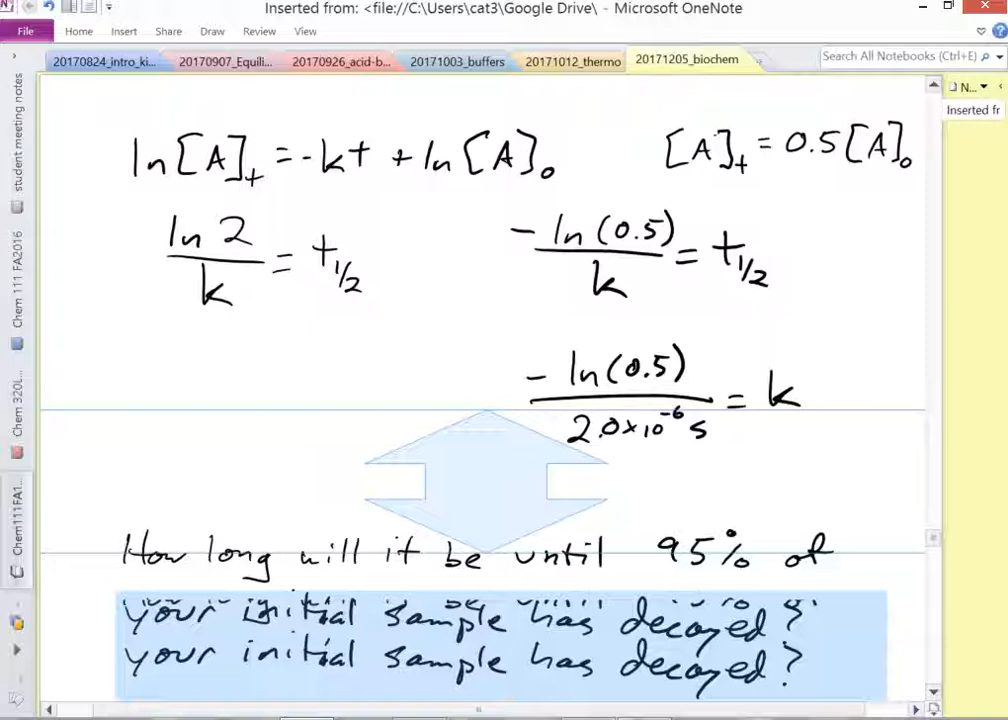 Inserted from: <file://C:\Users\cat3\Google Drive\ - Microsoft OneNote
File Home Insert Share Draw Review View
20170824_intro_ki... 20170907_Equili... 20170926_acid-b... 20171003_buffers 20171012_thermo 20171205_biochem Search All Notebooks (Ctrl+E)
N...
Inserted fr
student meeting notes
Chem 111 FA2016
Chem 320L
Chem111FA1
ln[A]t = -kt + ln[A]₀ [A]t = 0.5[A]₀
ln 2 / k = t1/2 -ln(0.5) / k = t1/2
-ln(0.5) / 2.0×10⁻⁶ s = k
How long will it be until 95% of
your initial sample has decayed?
your initial sample has decayed?